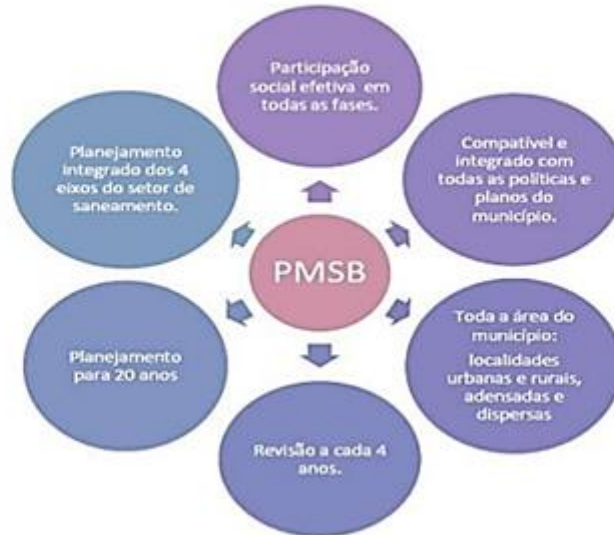 Participação
social efetiva em
todas as fases.
Compatível e
integrado com
todas as políticas e
planos do
município.
Toda a área do
município:
localidades
urbanas e rurais,
adensadas e
dispersas
Revisão a cada 4
anos.
Planejamento
para 20 anos
Planejamento
integrado dos 4
eixos do setor de
saneamento.
PMSB